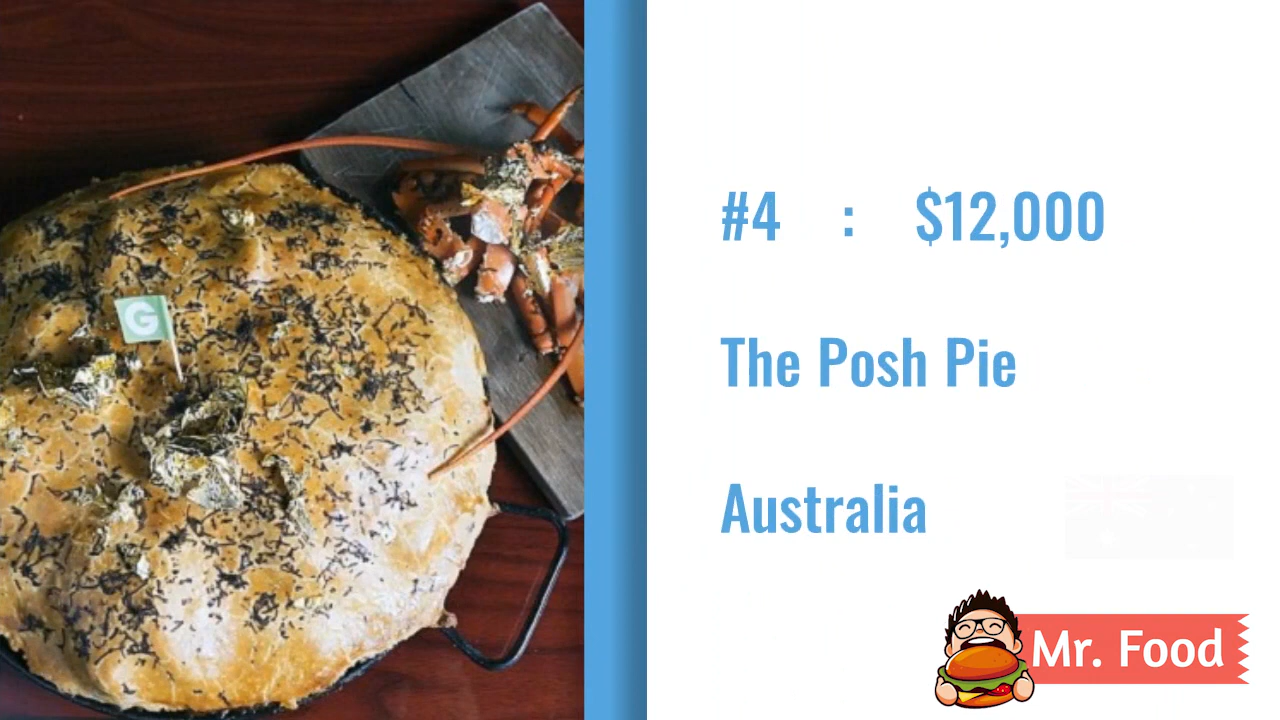 G
#4 : $12,000
The Posh Pie
Australia
Mr. Food